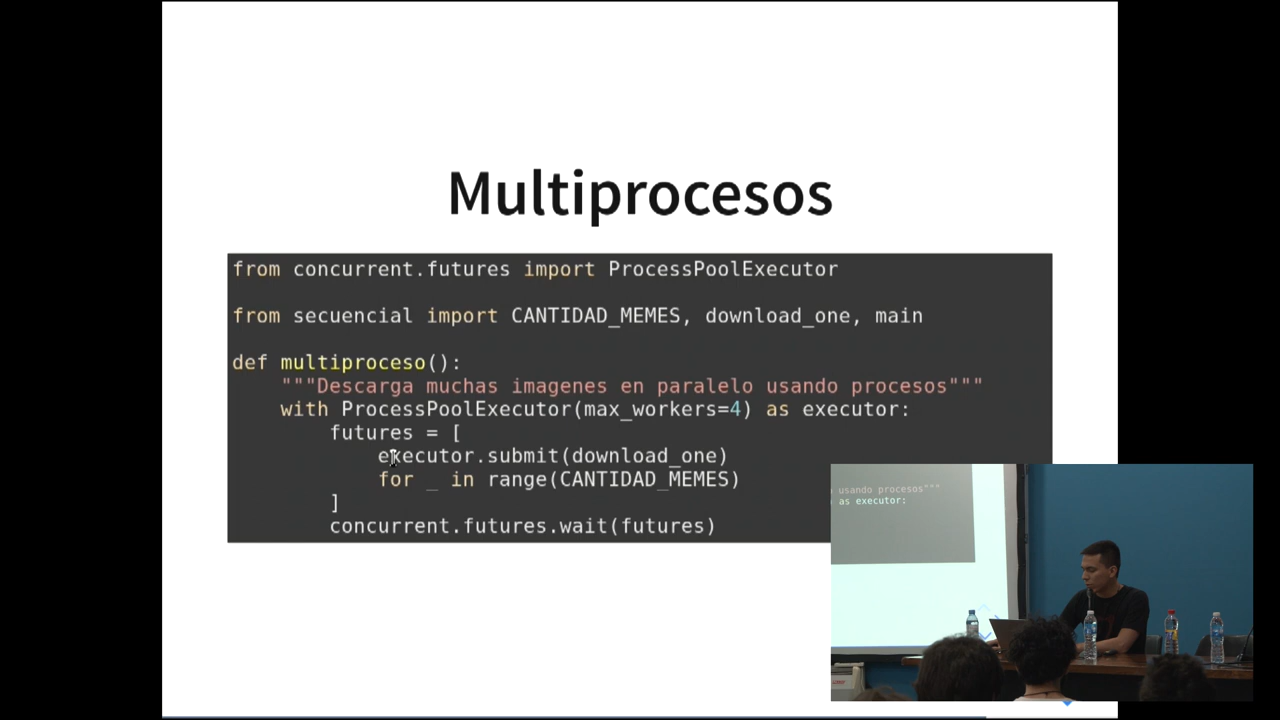 Multiprocesos
from concurrent.futures import ProcessPoolExecutor
from secuencial import CANTIDAD_MEMES, download_one, main
def multiproceso():
"""Descarga muchas imagenes en paralelo usando procesos"""
with ProcessPoolExecutor(max_workers=4) as executor:
futures = [
executor.submit(download_one)
for _ in range(CANTIDAD_MEMES)
]
concurrent.futures.wait(futures)
usando procesos"""
as executor: